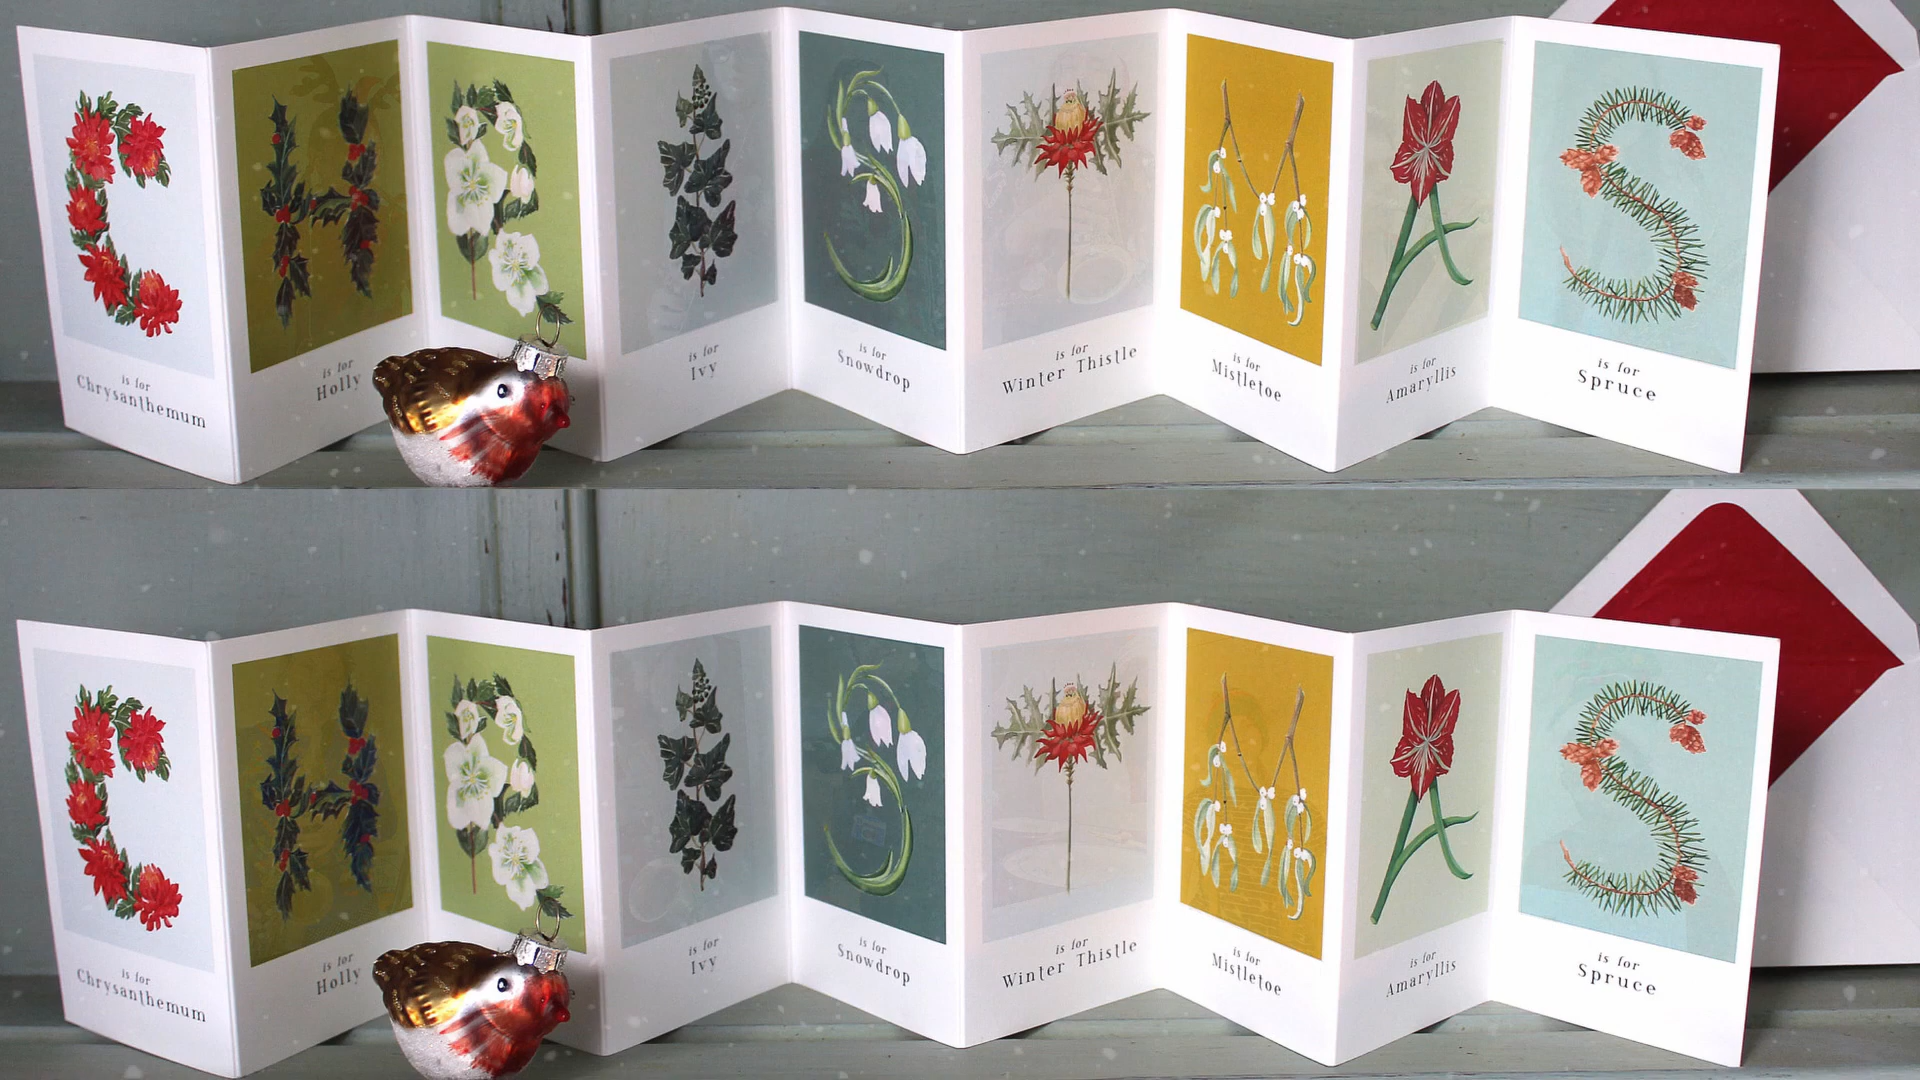 is for
Chrysanthemum
is for
Holly
is for
Ivy
is for
Snowdrop
is for
Winter Thistle
is for
Mistletoe
is for
Amaryllis
is for
Spruce
is for
Chrysanthemum
is for
Holly
is for
Ivy
is for
Snowdrop
is for
Winter Thistle
is for
Mistletoe
is for
Amaryllis
is for
Spruce